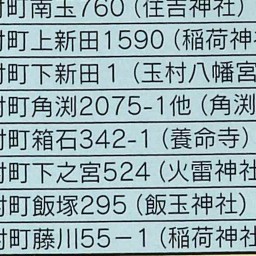 村町南玉760（住吉神社）
村町上新田1590（稲荷神
村町下新田1（玉村八幡宮
村町角渕2075-1他（角渕
村町箱石342-1（養命寺）
村町下之宮524（火雷神社
村町飯塚295（飯玉神社）
村町藤川55－1（稲荷神社